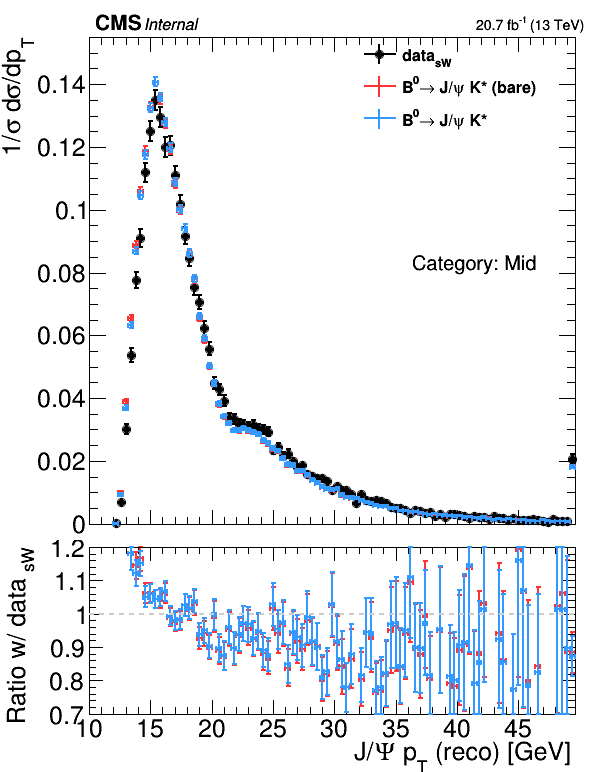 CMS Internal 20.7 fb⁻¹ (13 TeV)
1/σ dσ/dp_T
data_sW
B⁰→ J/ψ K* (bare)
B⁰→ J/ψ K*
Category: Mid
0.14
0.12
0.1
0.08
0.06
0.04
0.02
0
Ratio w/ data _sW
1.2
1.1
1
0.9
0.8
0.7
10 15 20 25 30 35 40 45
J/Ψ p_T (reco) [GeV]